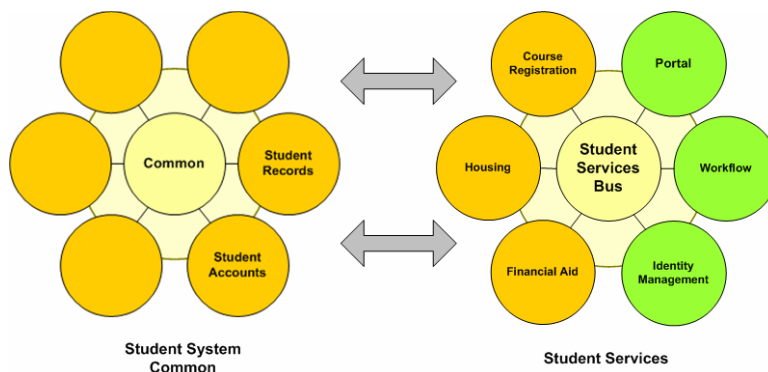 Common
Student
Records
Student
Accounts
Student System
Common
Course
Registration
Portal
Housing
Student
Services
Bus
Workflow
Financial Aid
Identity
Management
Student Services